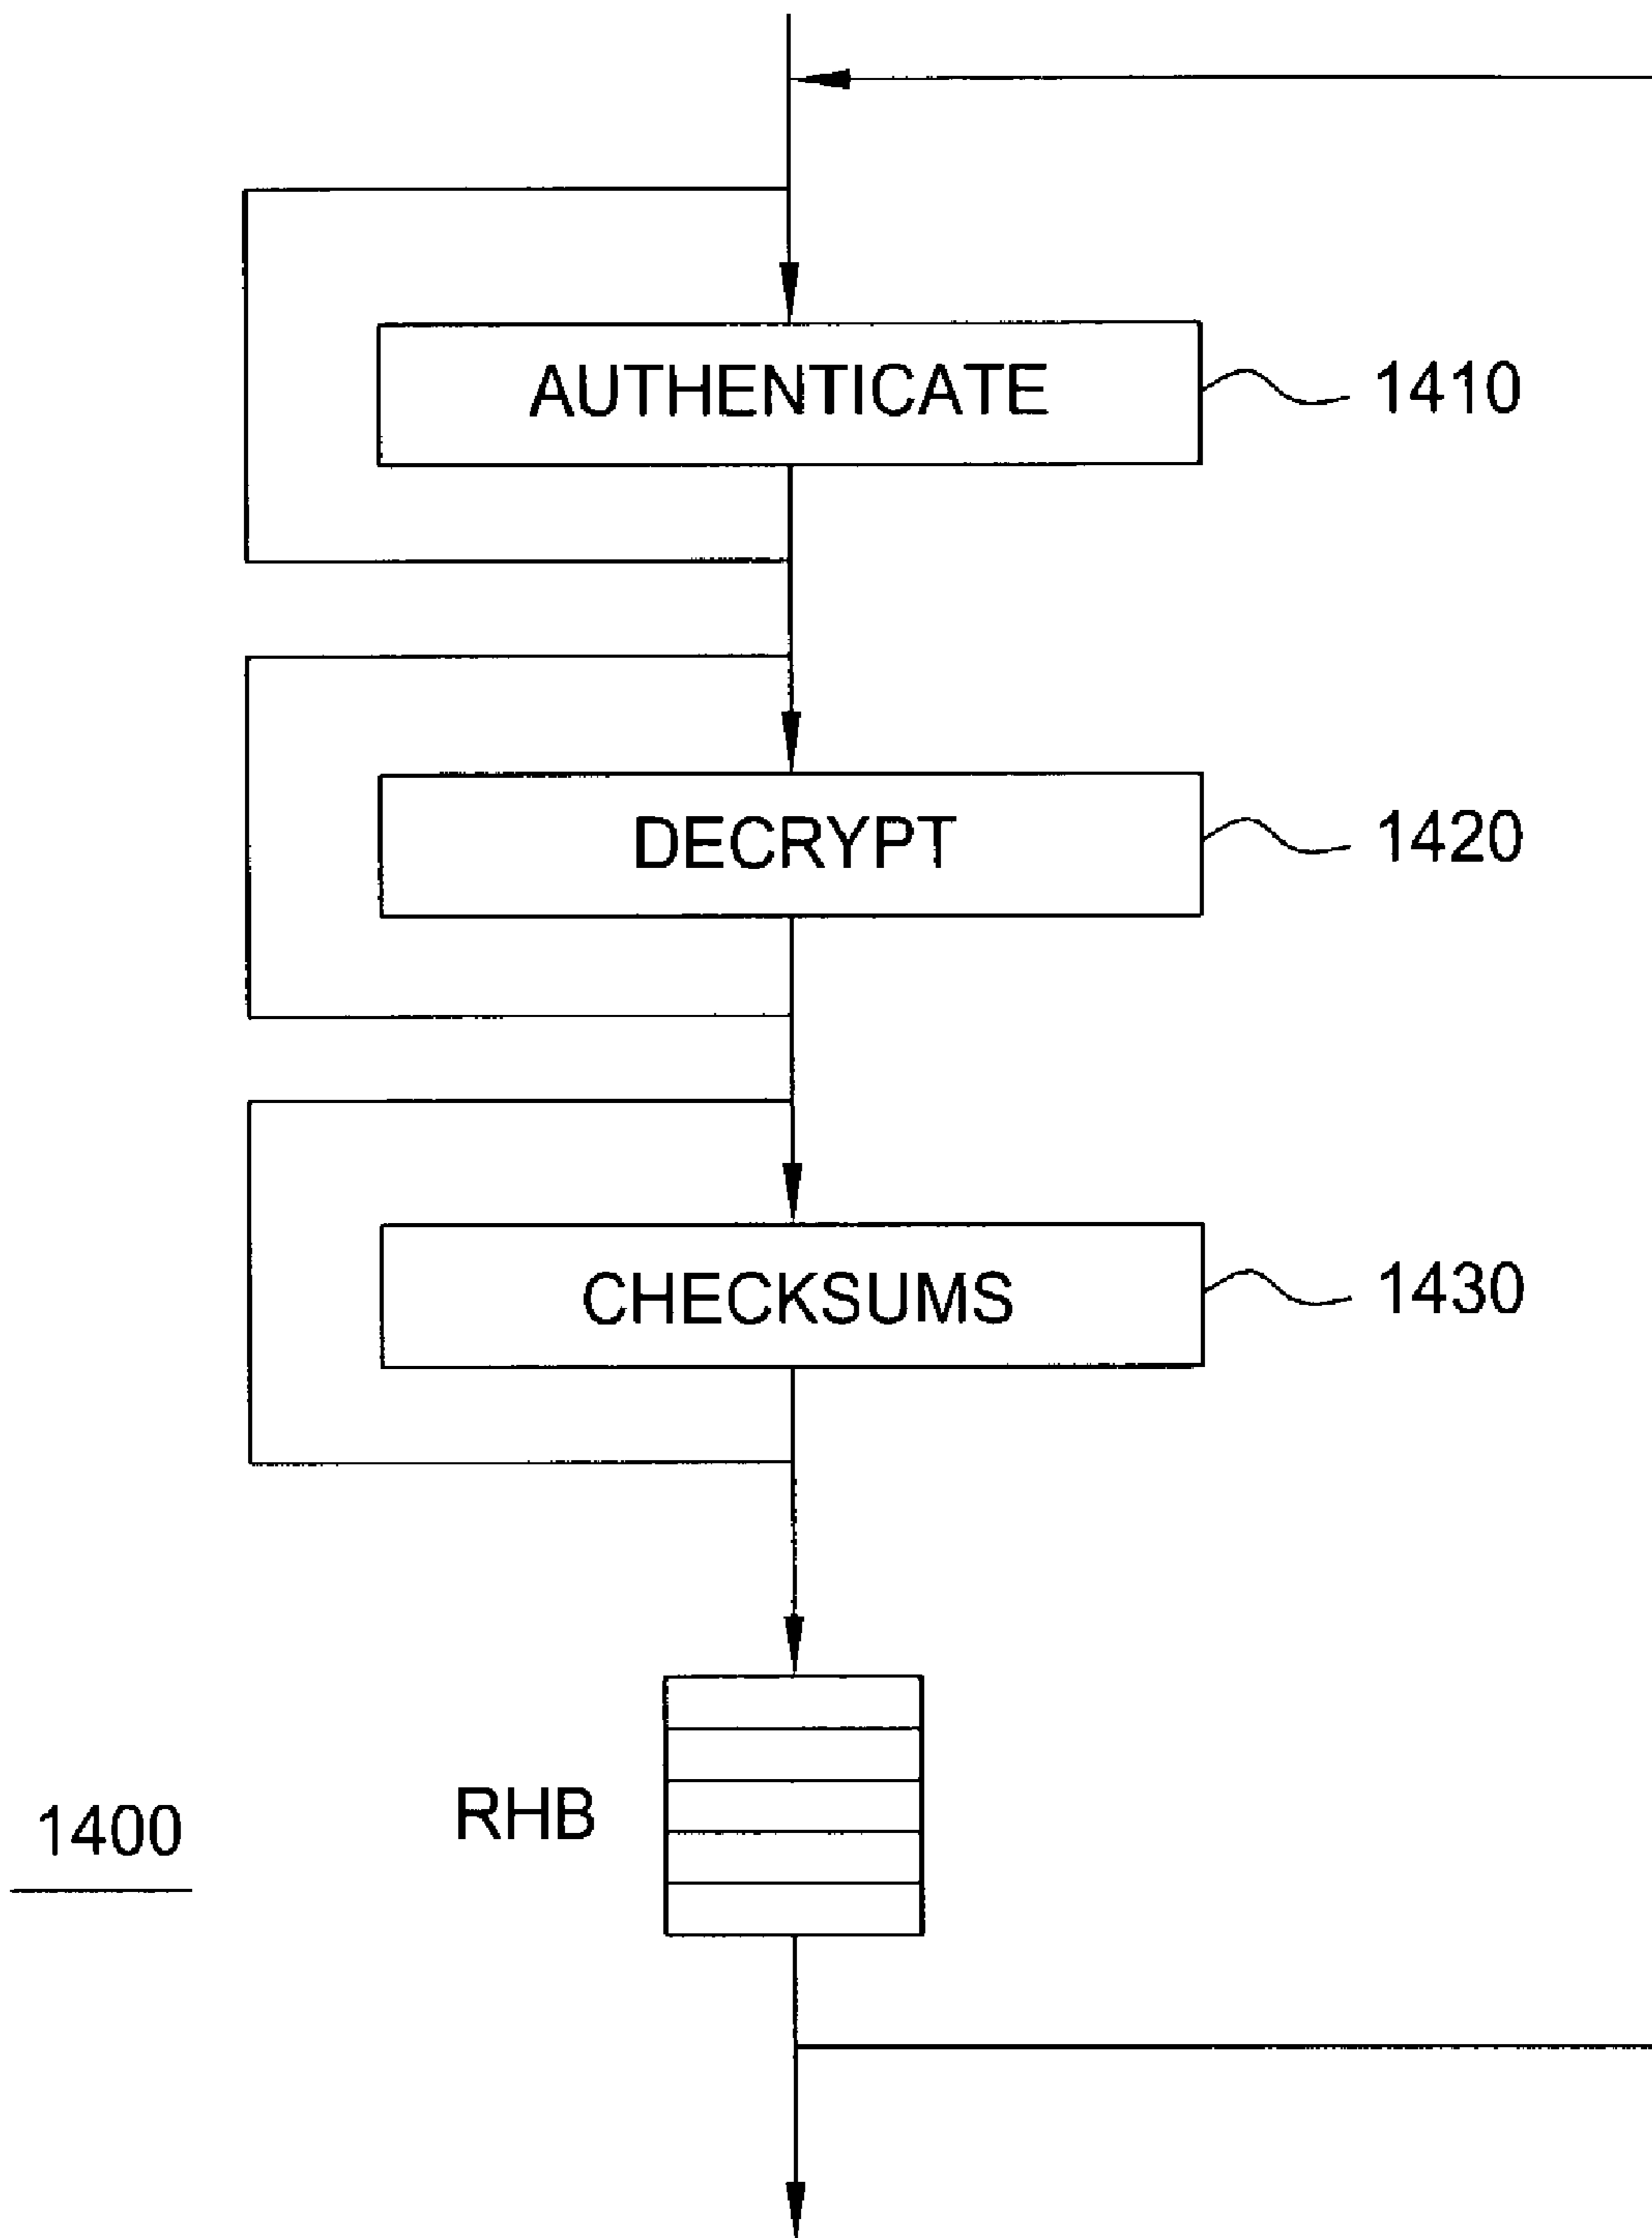 AUTHENTICATE 1410
DECRYPT 1420
CHECKSUMS 1430
RHB
1400